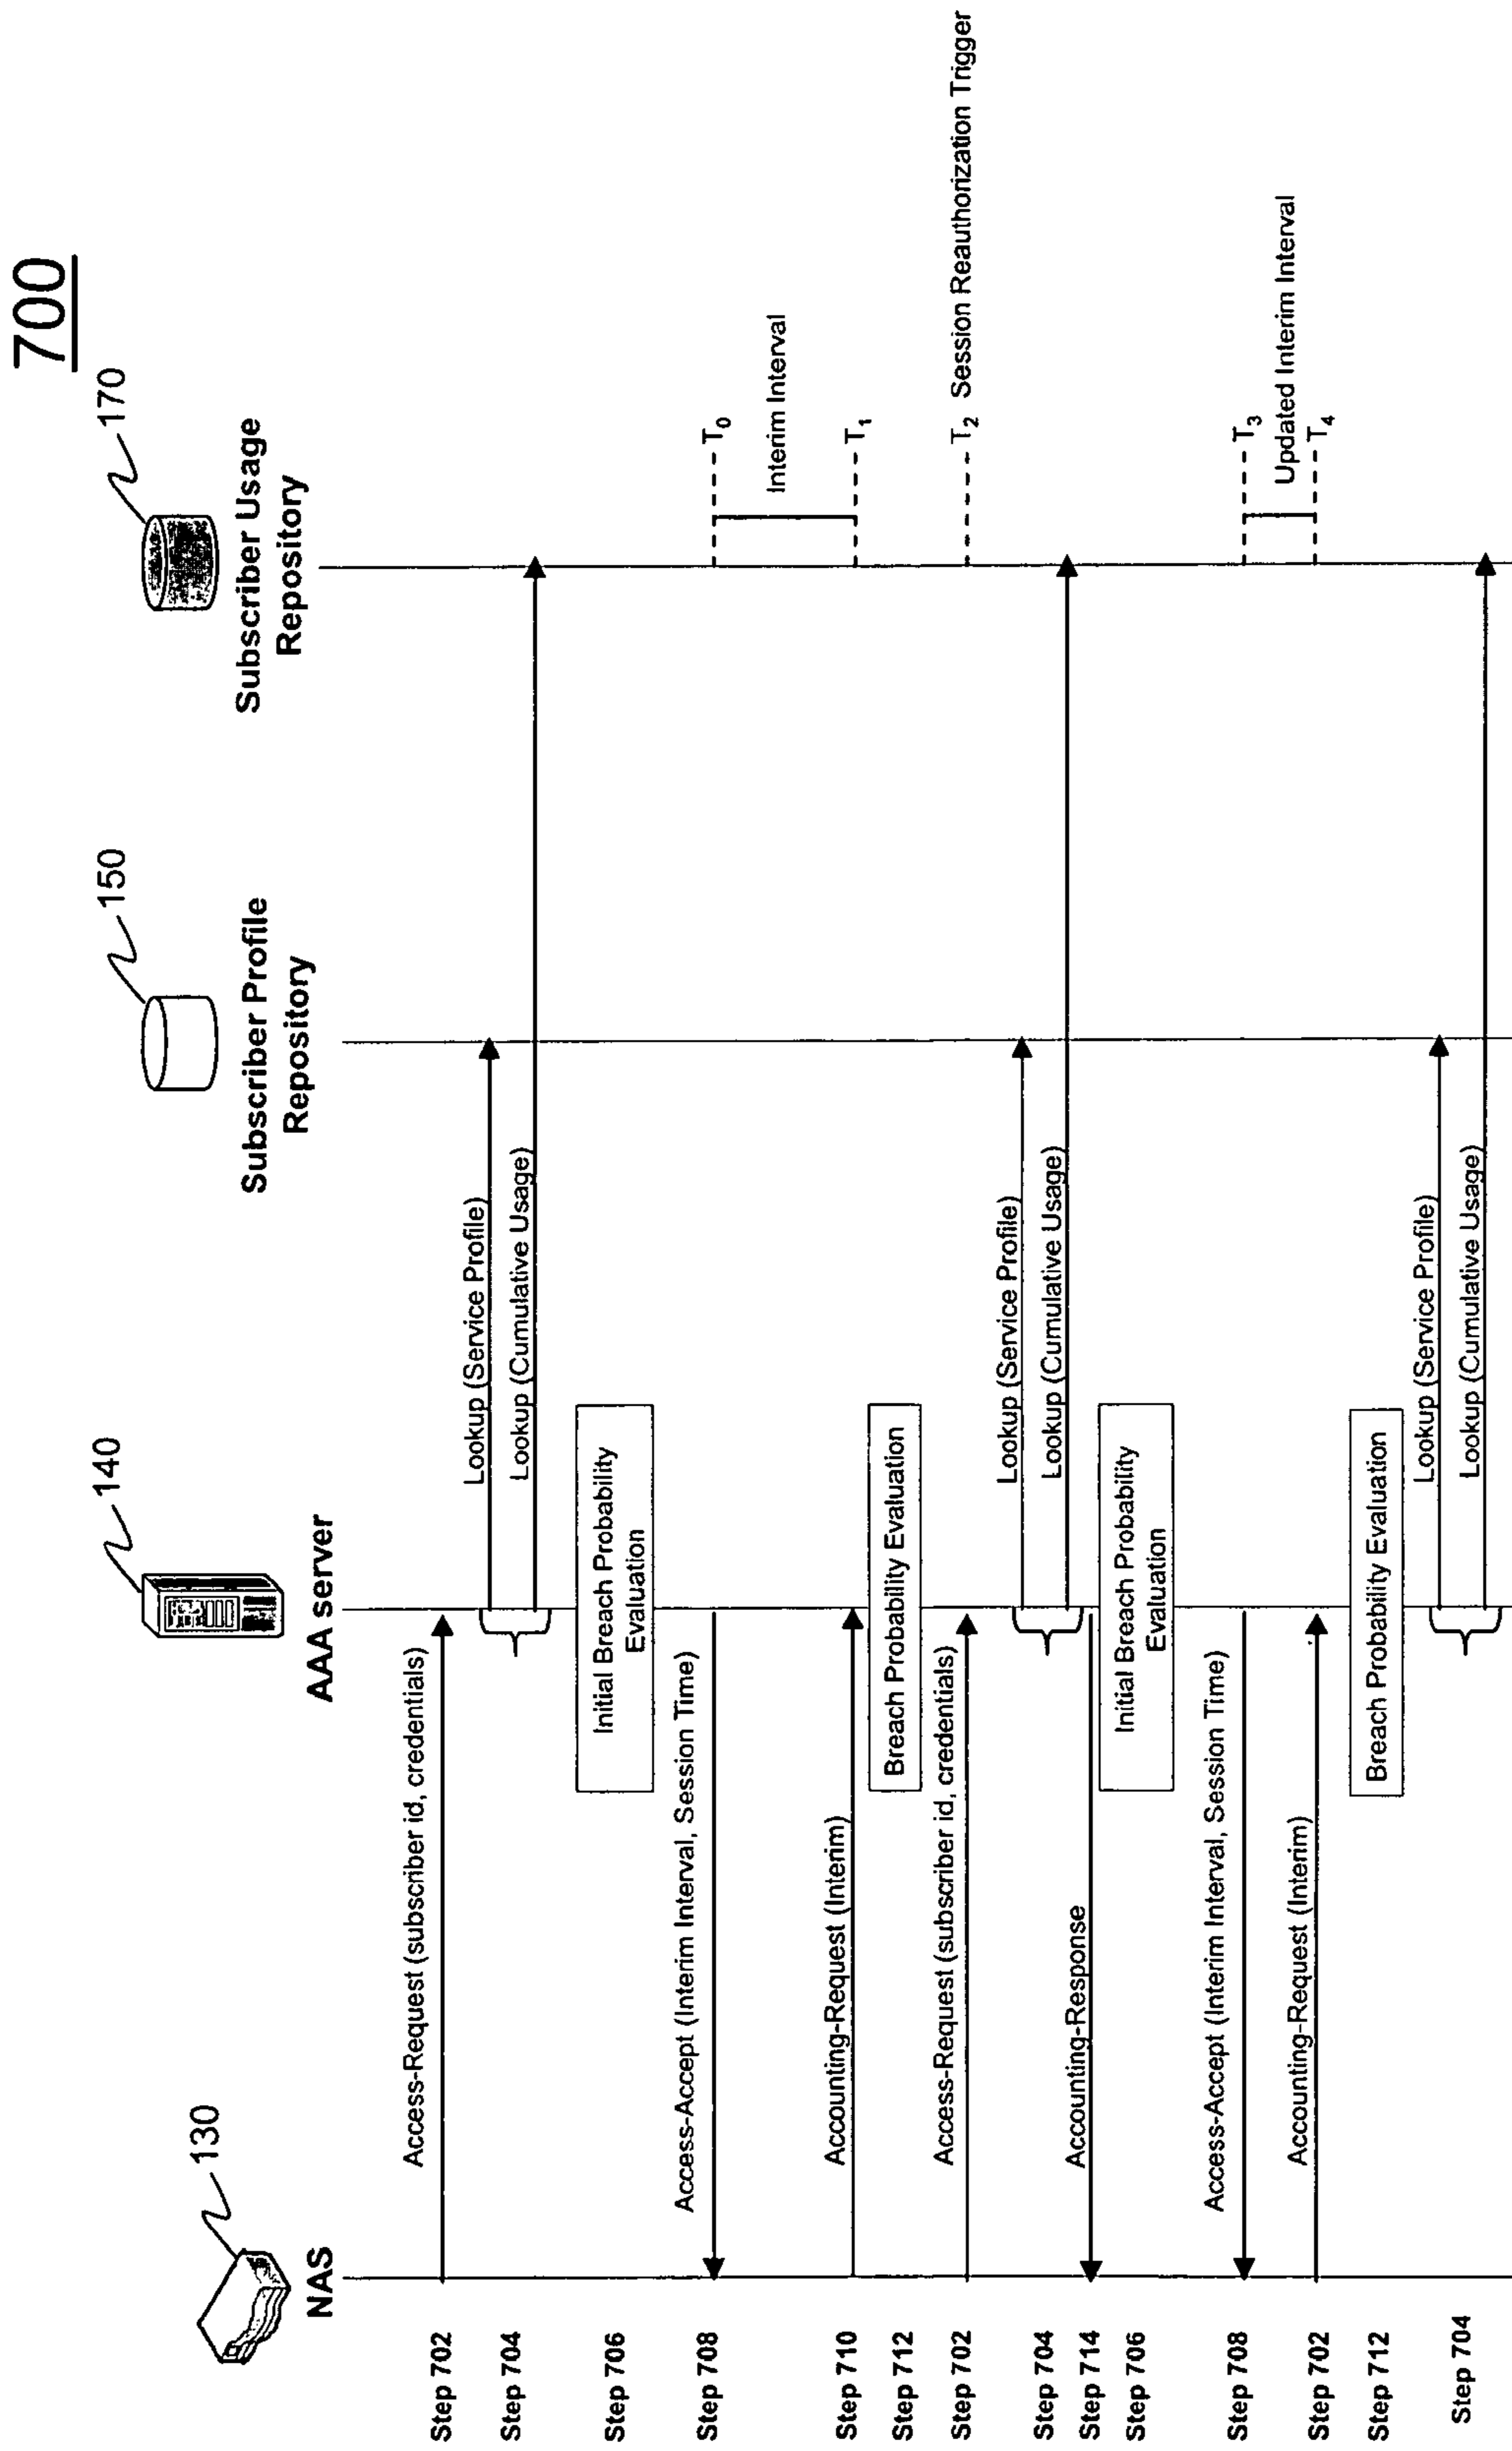 700
130
140
150
170
NAS
AAA server
Subscriber Profile
Repository
Subscriber Usage
Repository
Step 702
Access-Request (subscriber id, credentials)
Step 704
Lookup (Service Profile)
Lookup (Cumulative Usage)
Step 706
Initial Breach Probability
Evaluation
Step 708
Access-Accept (Interim Interval, Session Time)
T0
Interim Interval
Step 710
Accounting-Request (Interim)
T1
Step 712
Breach Probability Evaluation
Step 702
Access-Request (subscriber id, credentials)
T2 Session Reauthorization Trigger
Step 704
Lookup (Service Profile)
Lookup (Cumulative Usage)
Step 714
Accounting-Response
Step 706
Initial Breach Probability
Evaluation
Step 708
Access-Accept (Interim Interval, Session Time)
T3
Updated Interim Interval
Step 702
Accounting-Request (Interim)
T4
Step 712
Breach Probability Evaluation
Step 704
Lookup (Service Profile)
Lookup (Cumulative Usage)